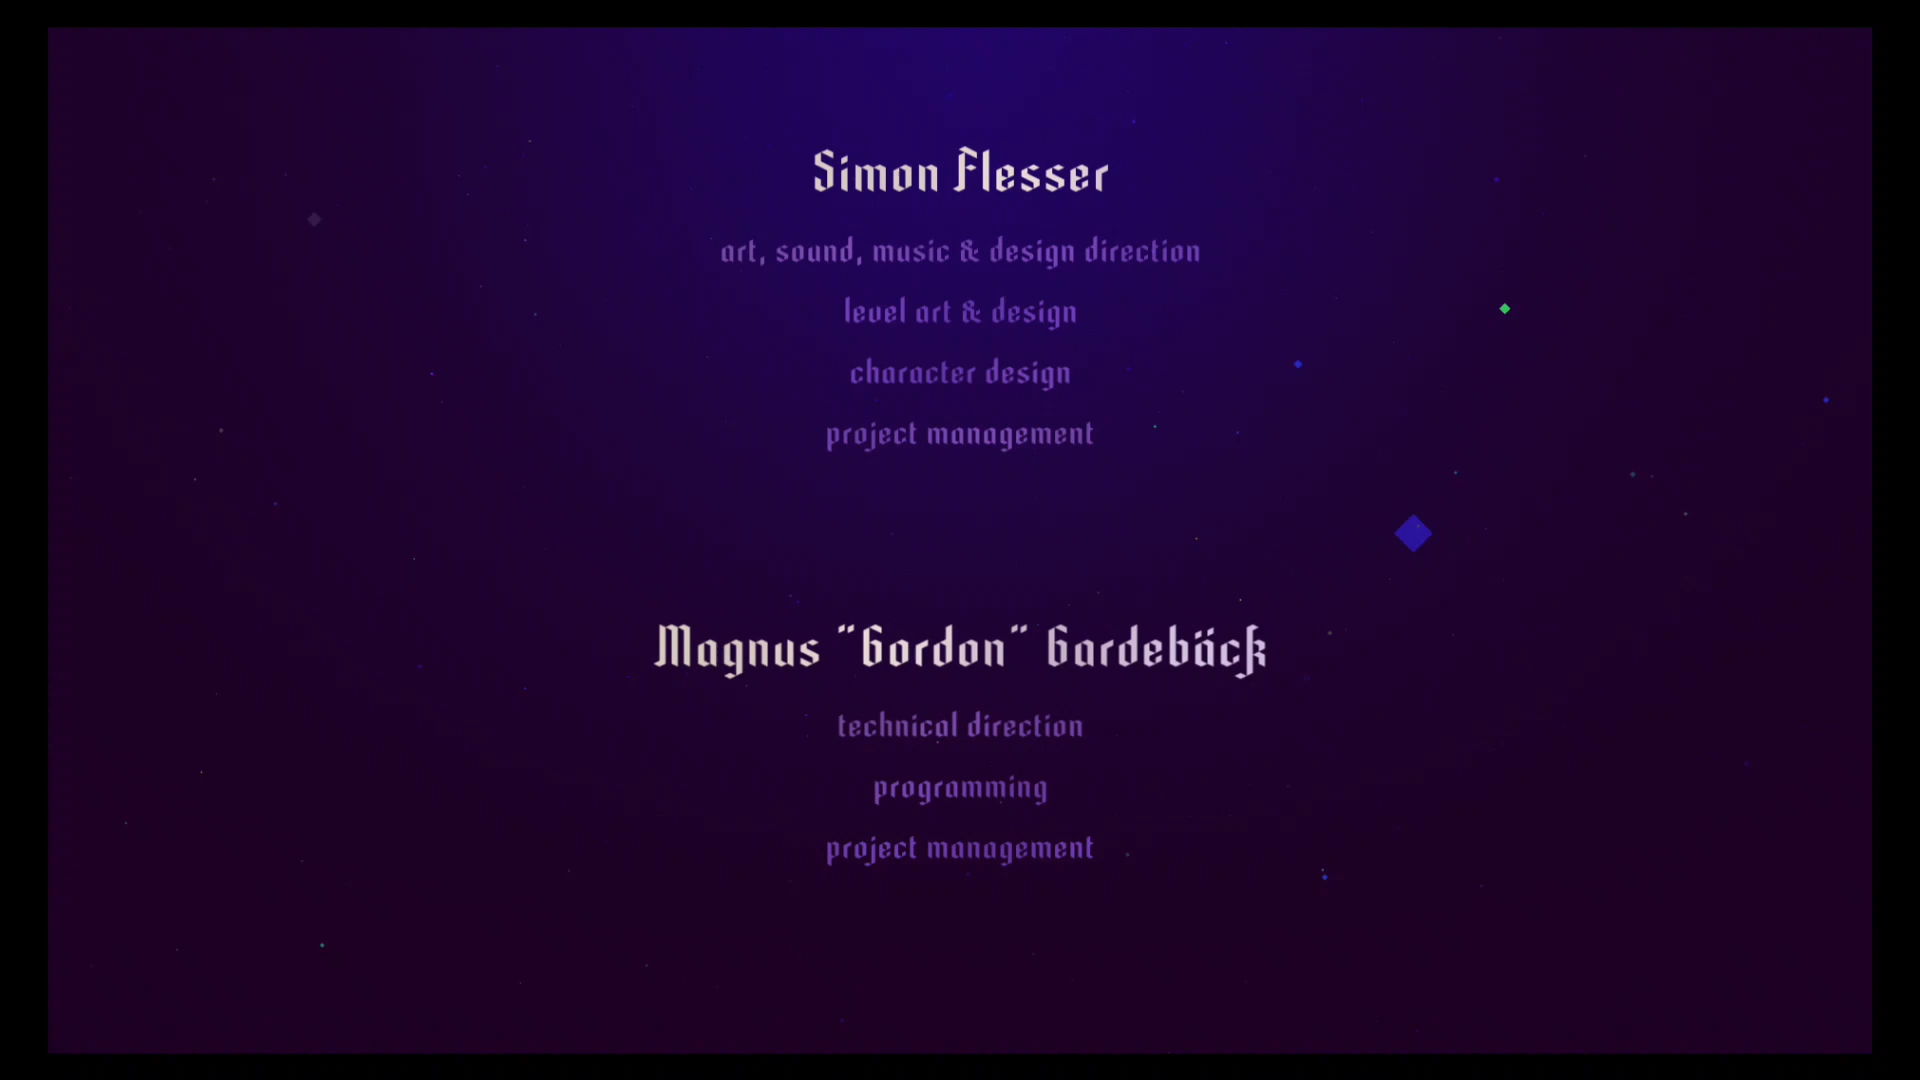 Simon Flesser
art, sound, music & design direction
level art & design
character design
project management
Magnus "Gordon" Gardebäck
technical direction
programming
project management